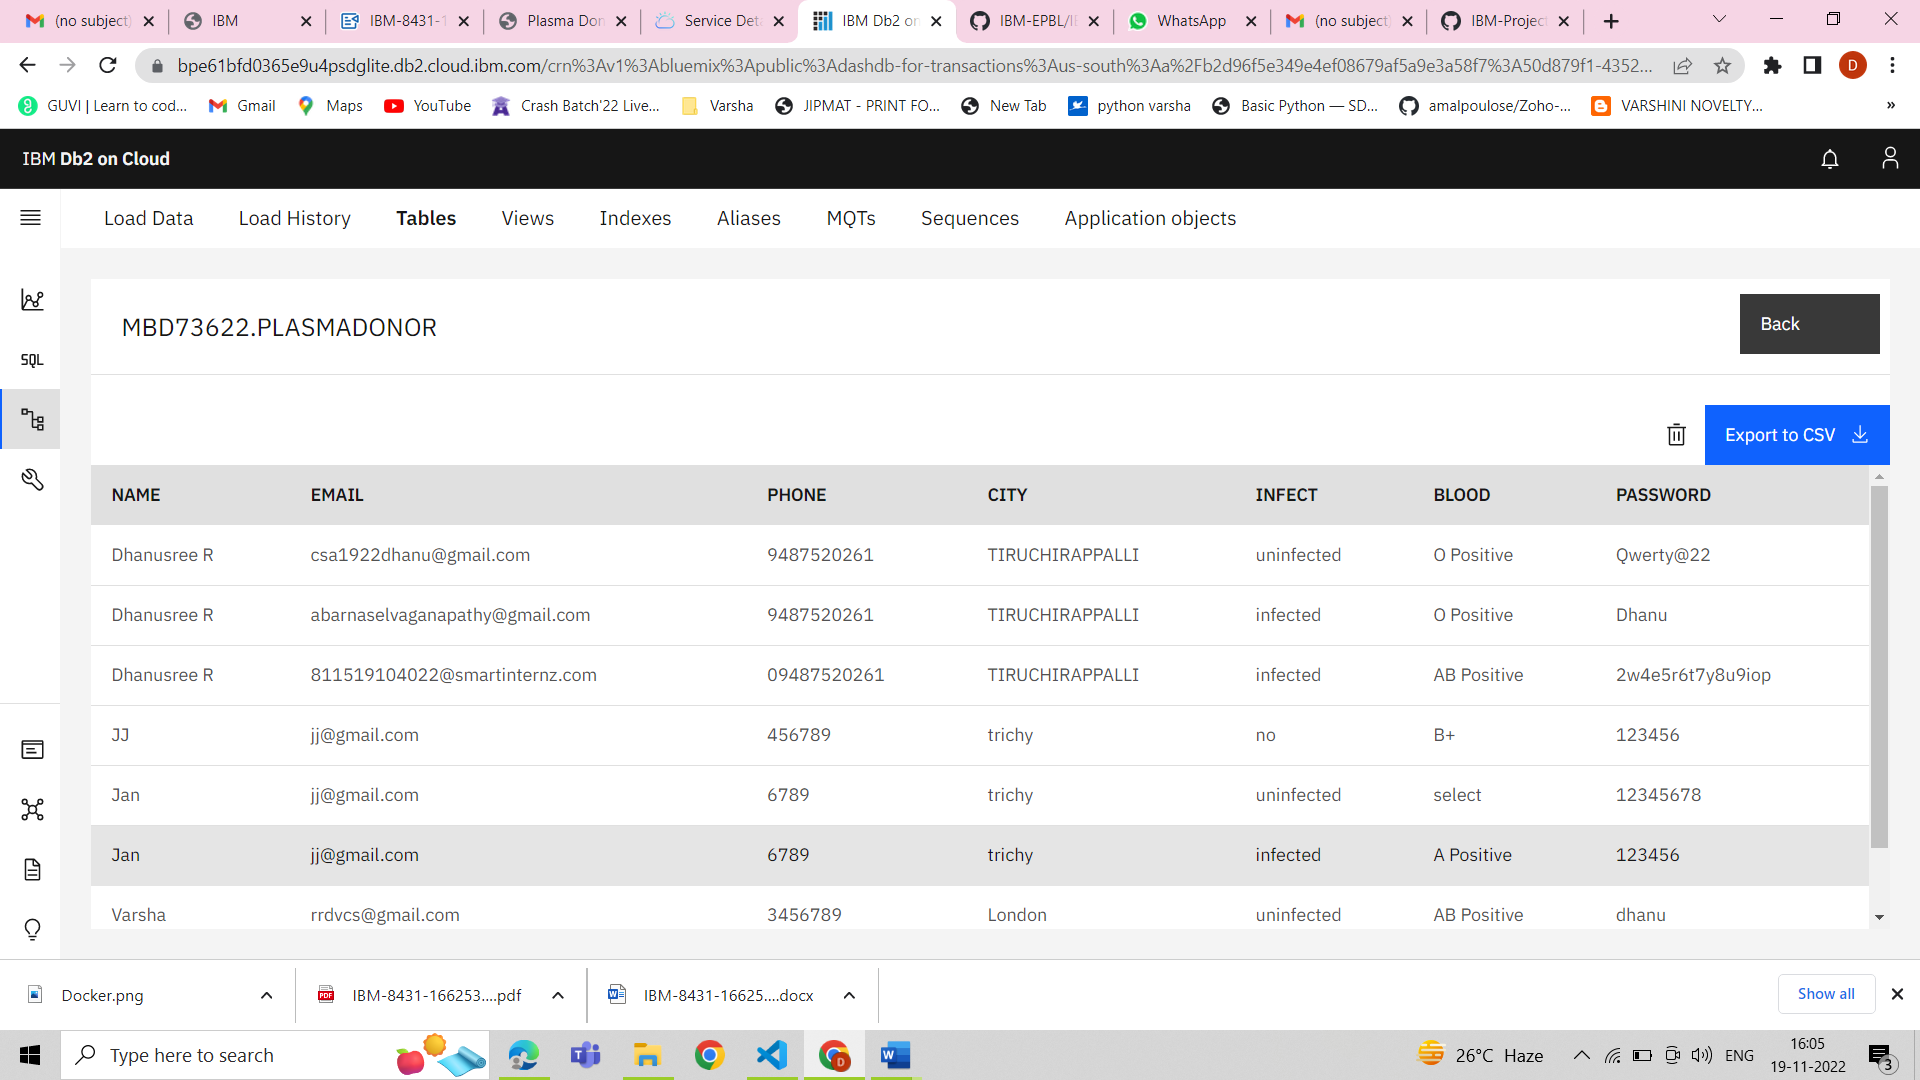 (no subject)
IBM
IBM-8431-1
Plasma Don
Service Deta
IBM Db2 on
IBM-EPBL/I
WhatsApp
(no subject)
IBM-Project
bpe61bfd0365e9u4psdglite.db2.cloud.ibm.com/crn%3Av1%3Abluemix%3Apublic%3Adashdb-for-transactions%3Aus-south%3Aa%2Fb2d96f5e349e4ef08679af5a9e3a58f7%3A50d879f1-4352...
D
GUVI | Learn to cod...
Gmail
Maps
YouTube
Crash Batch'22 Live...
Varsha
JIPMAT - PRINT FO...
New Tab
python varsha
Basic Python — SD...
amalpoulose/Zoho-...
VARSHINI NOVELTY...
»
IBM Db2 on Cloud
Load Data Load History Tables Views Indexes Aliases MQTs Sequences Application objects
SQL
MBD73622.PLASMADONOR
Back
Export to CSV
NAME EMAIL PHONE CITY INFECT BLOOD PASSWORD
Dhanusree R csa1922dhanu@gmail.com 9487520261 TIRUCHIRAPPALLI uninfected O Positive Qwerty@22
Dhanusree R abarnaselvaganapathy@gmail.com 9487520261 TIRUCHIRAPPALLI infected O Positive Dhanu
Dhanusree R 811519104022@smartinternz.com 09487520261 TIRUCHIRAPPALLI infected AB Positive 2w4e5r6t7y8u9iop
JJ jj@gmail.com 456789 trichy no B+ 123456
Jan jj@gmail.com 6789 trichy uninfected select 12345678
Jan jj@gmail.com 6789 trichy infected A Positive 123456
Varsha rrdvcs@gmail.com 3456789 London uninfected AB Positive dhanu
Docker.png
IBM-8431-166253....pdf
IBM-8431-16625....docx
Show all
Type here to search
26°C Haze
ENG
16:05
19-11-2022
3